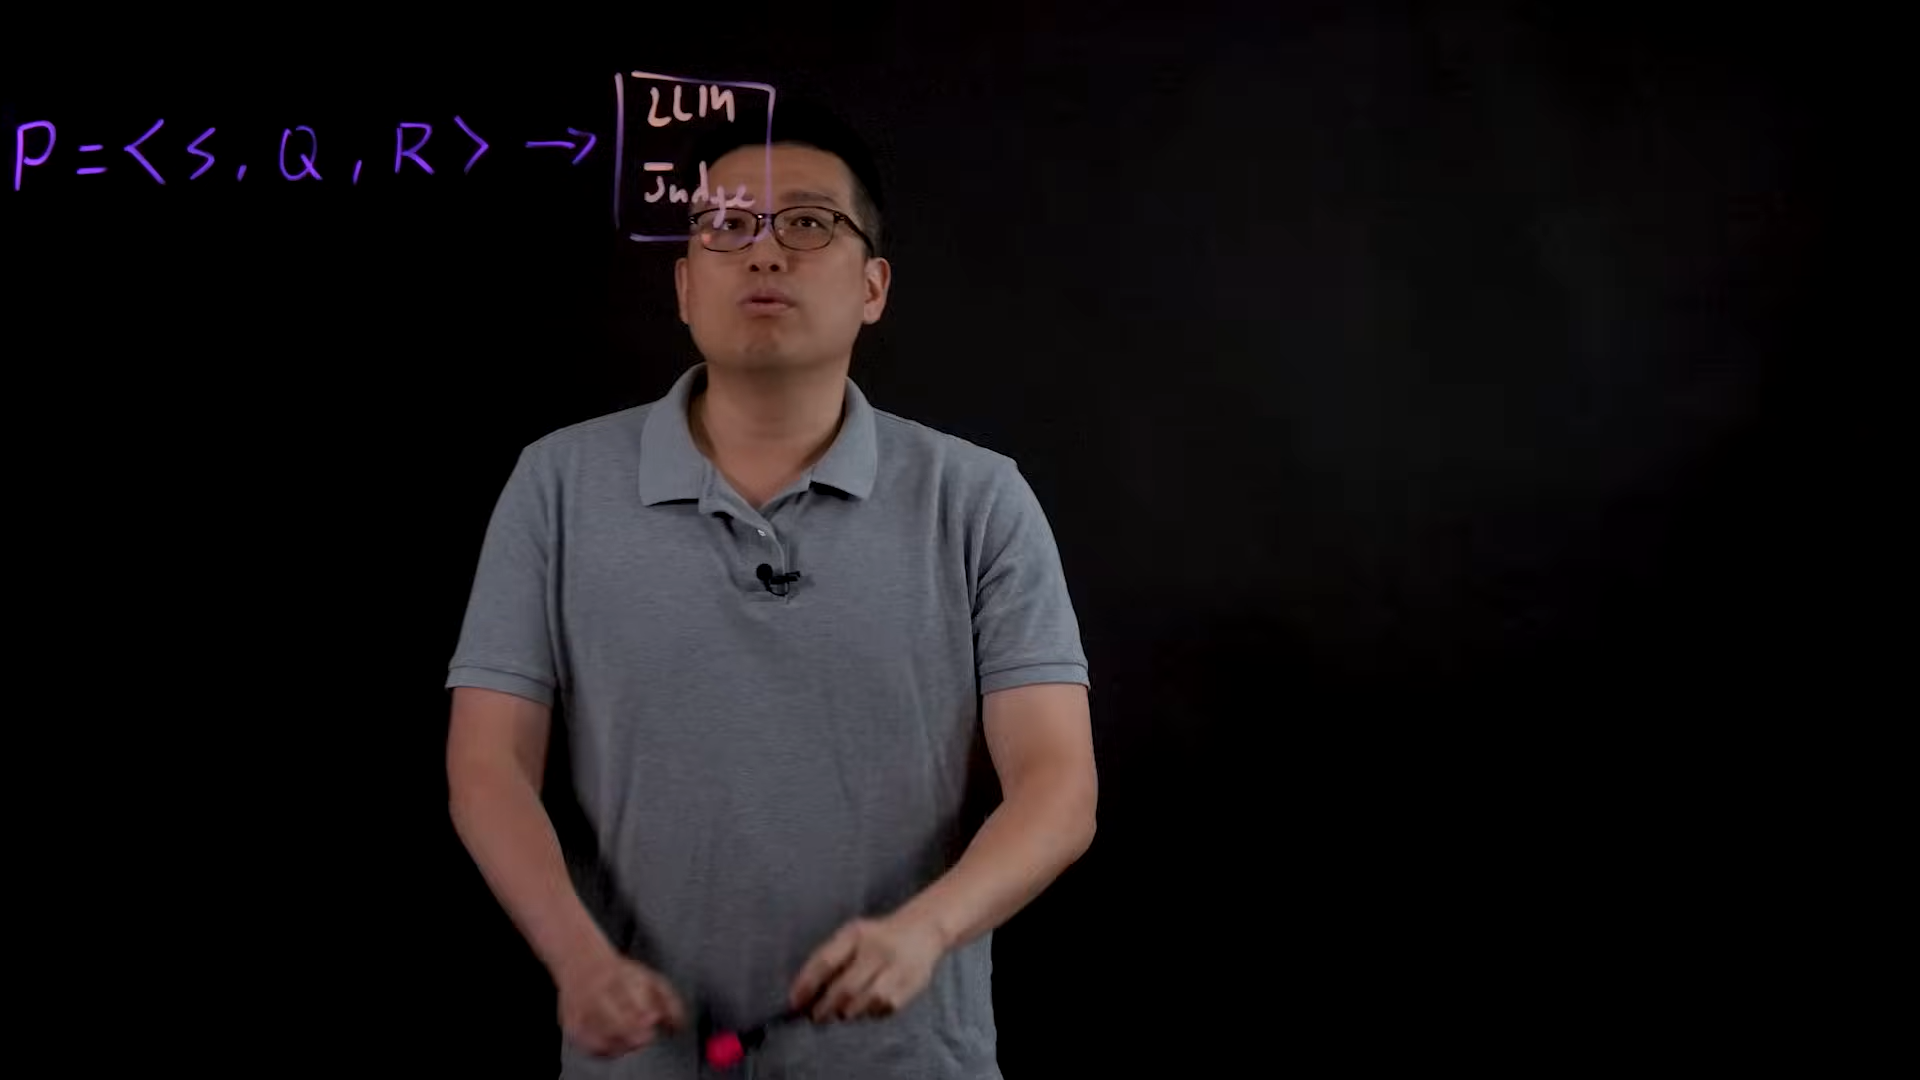 P = < S, Q, R > →
LLM
Judge